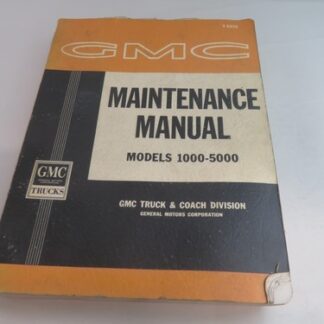 GMC
MAINTENANCE
MANUAL
MODELS 1000-5000
GMC
TRUCKS
GMC TRUCK & COACH DIVISION
GENERAL MOTORS CORPORATION